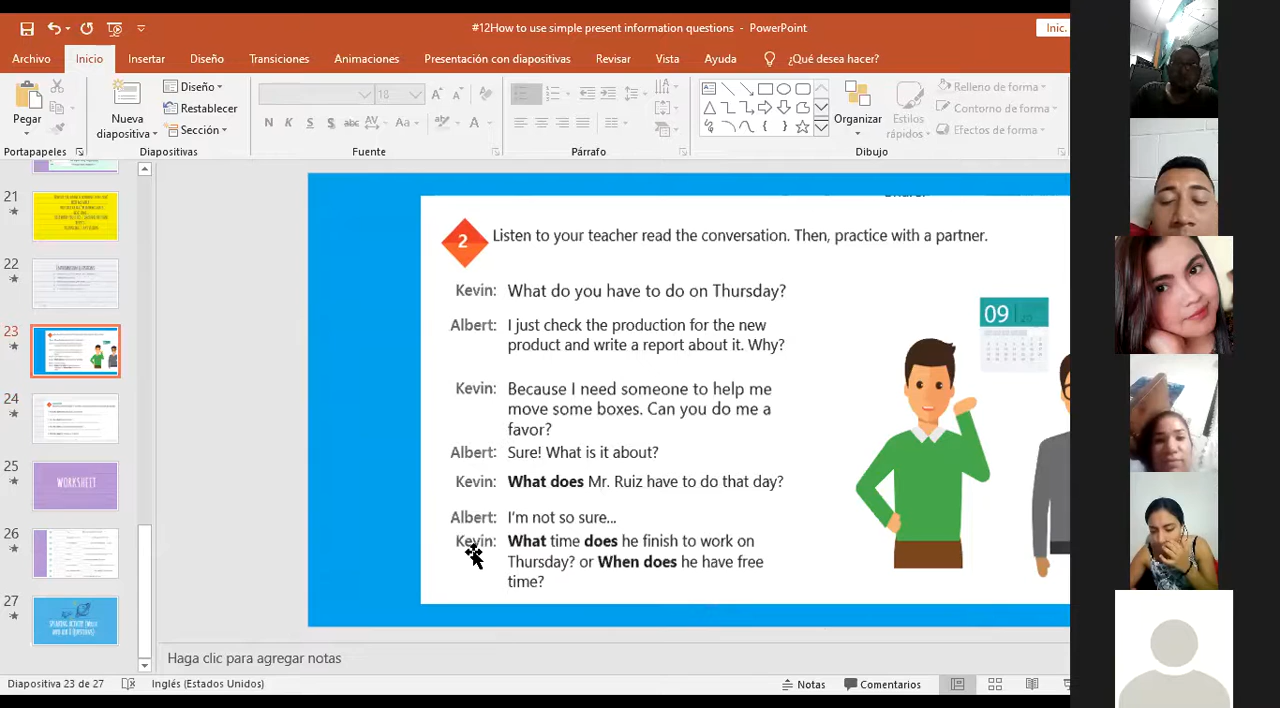 #12How to use simple present information questions - PowerPoint
Inic.
Archivo Inicio Insertar Diseño Transiciones Animaciones Presentación con diapositivas Revisar Vista Ayuda ¿Qué desea hacer?
Pegar
Nueva diapositiva
Diseño
Restablecer
Sección
18
N K S S abc AV Aa A
Organizar
Estilos rápidos
Relleno de forma
Contorno de forma
Efectos de forma
Portapapeles Diapositivas Fuente Párrafo Dibujo
21
22
23
24
25
WORKSHEET
26
27
2
Listen to your teacher read the conversation. Then, practice with a partner.
Kevin: What do you have to do on Thursday?
Albert: I just check the production for the new
product and write a report about it. Why?
Kevin: Because I need someone to help me
move some boxes. Can you do me a
favor?
Albert: Sure! What is it about?
Kevin: What does Mr. Ruiz have to do that day?
Albert: I'm not so sure...
Kevin: What time does he finish to work on
Thursday? or When does he have free
time?
09
Haga clic para agregar notas
Diapositiva 23 de 27 Inglés (Estados Unidos) Notas Comentarios